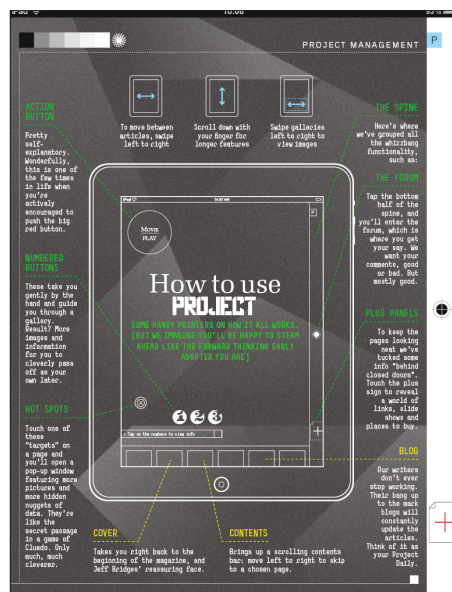 iPad
10:06
93 %
PROJECT MANAGEMENT
P
To move between
articles, swipe
left to right
Scroll down with
your finger for
longer features
Swipe galleries
left to right to
view images
ACTION
BUTTON
Pretty
self-
explanatory.
Wonderfully,
this is one of
the few times
in life when
you're
actively
encouraged to
push the big
red button.
NUMBERED
BUTTONS
These take you
gently by the
hand and guide
you through a
gallery.
Result? More
images and
information
for you to
cleverly pass
off as your
own later.
HOT SPOTS
Touch one of
these
"targets" on
a page and
you'll open a
pop-up window
featuring more
pictures and
more hidden
nuggets of
data. They're
like the
secret passage
in a game of
Cluedo. Only
much, much
cleverer.
iPad
P
Movie
PLAY
How to use
PROJECT
SOME HANDY POINTERS ON HOW IT ALL WORKS.
(BUT WE IMAGINE YOU'LL BE HAPPY TO STEAM
AHEAD LIKE THE FORWARD THINKING EARLY
ADOPTER YOU ARE)
1 2 3
Tap on the numbers to view info
THE SPINE
Here's where
we've grouped all
the whizzbang
functionality,
such as:
THE FORUM
Tap the bottom
half of the
spine, and
you'll enter the
forum, which is
where you get
your say. We
want your
comments, good
or bad. But
mostly good.
PLUS PANELS
To keep the
pages looking
neat we've
tucked some
info "behind
closed doors".
Touch the plus
sign to reveal
a world of
links, slide
shows and
places to buy.
BLOG
Our writers
don't ever
stop working.
Their bang up
to the mark
blogs will
constantly
update the
articles.
Think of it as
your Project
Daily.
COVER
Takes you right back to the
beginning of the magazine, and
Jeff Bridges' reassuring face.
CONTENTS
Brings up a scrolling contents
bar: move left to right to skip
to a chosen page.